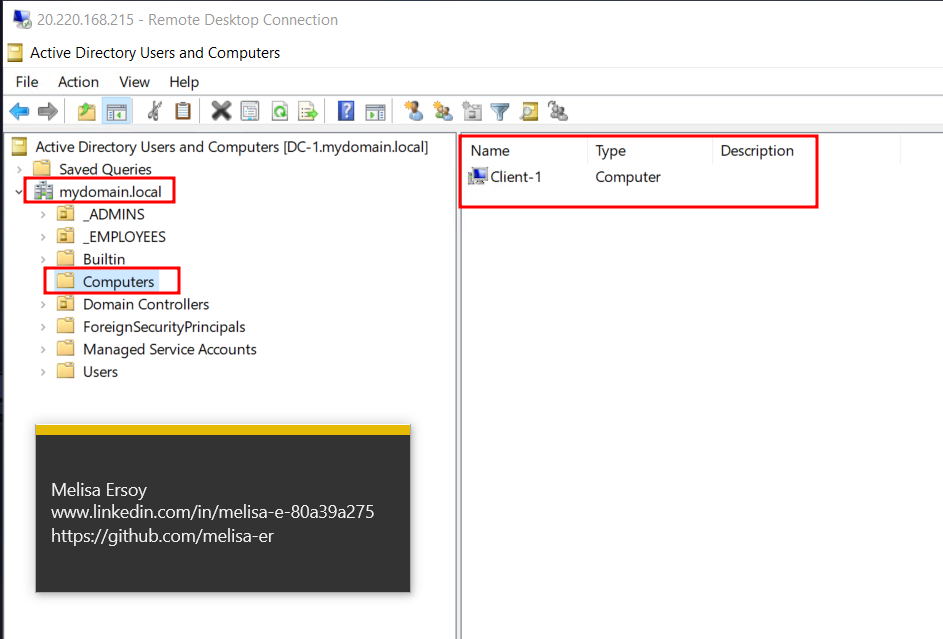 20.220.168.215 - Remote Desktop Connection
Active Directory Users and Computers
File Action View Help
Active Directory Users and Computers [DC-1.mydomain.local]
Saved Queries
mydomain.local
_ADMINS
_EMPLOYEES
Builtin
Computers
Domain Controllers
ForeignSecurityPrincipals
Managed Service Accounts
Users
Name Type Description
Client-1 Computer
Melisa Ersoy
www.linkedin.com/in/melisa-e-80a39a275
https://github.com/melisa-er